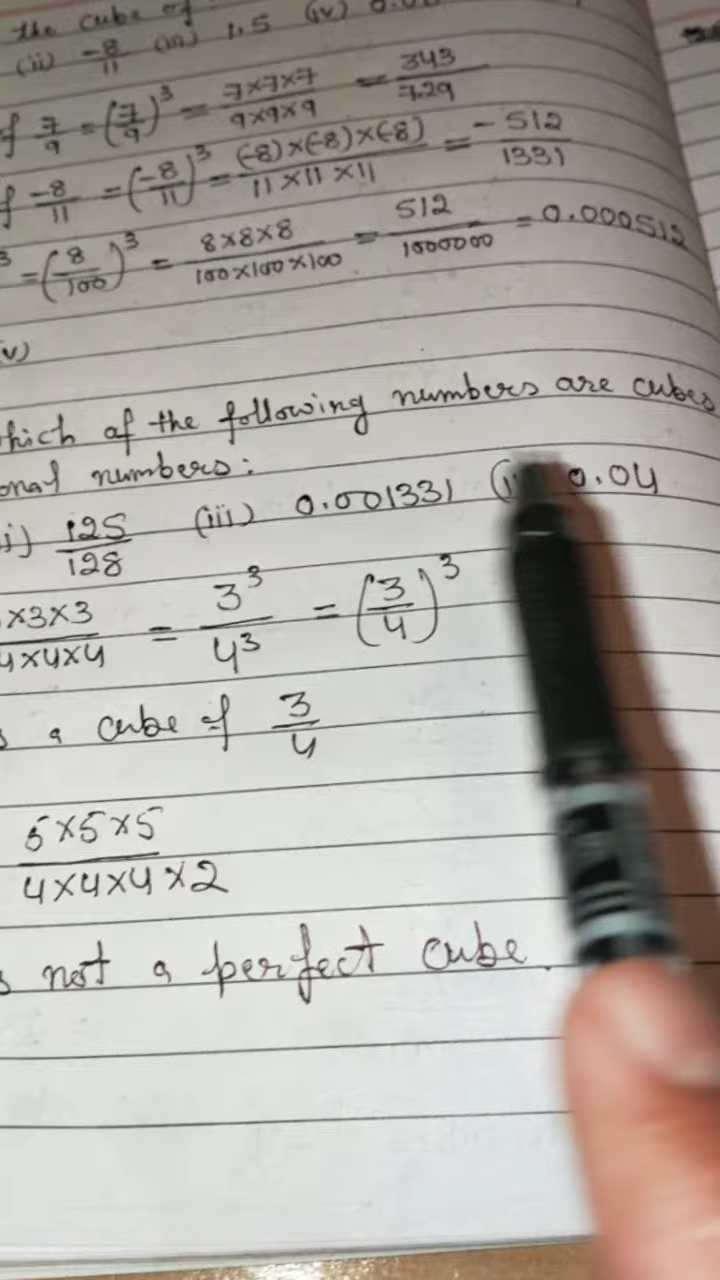 the cube of
(ii) -8/11 (iii) 1.5 (iv)
of 7/9 = (7/9)³ = 7×7×7/9×9×9 = 343/729
of -8/11 = (-8/11)³ = (-8)×(-8)×(-8)/11×11×11 = -512/1331
³ = (8/100)³ = 8×8×8/100×100×100 = 512/1000000 = 0.000512
v)
hich of the following numbers are cubes
onal numbers:
i) 125/128 (iii) 0.001331 0.04
×3×3/4×4×4 = 3³/4³ = (3/4)³
s a cube of 3/4
5×5×5/4×4×4×2
s not a perfect cube.